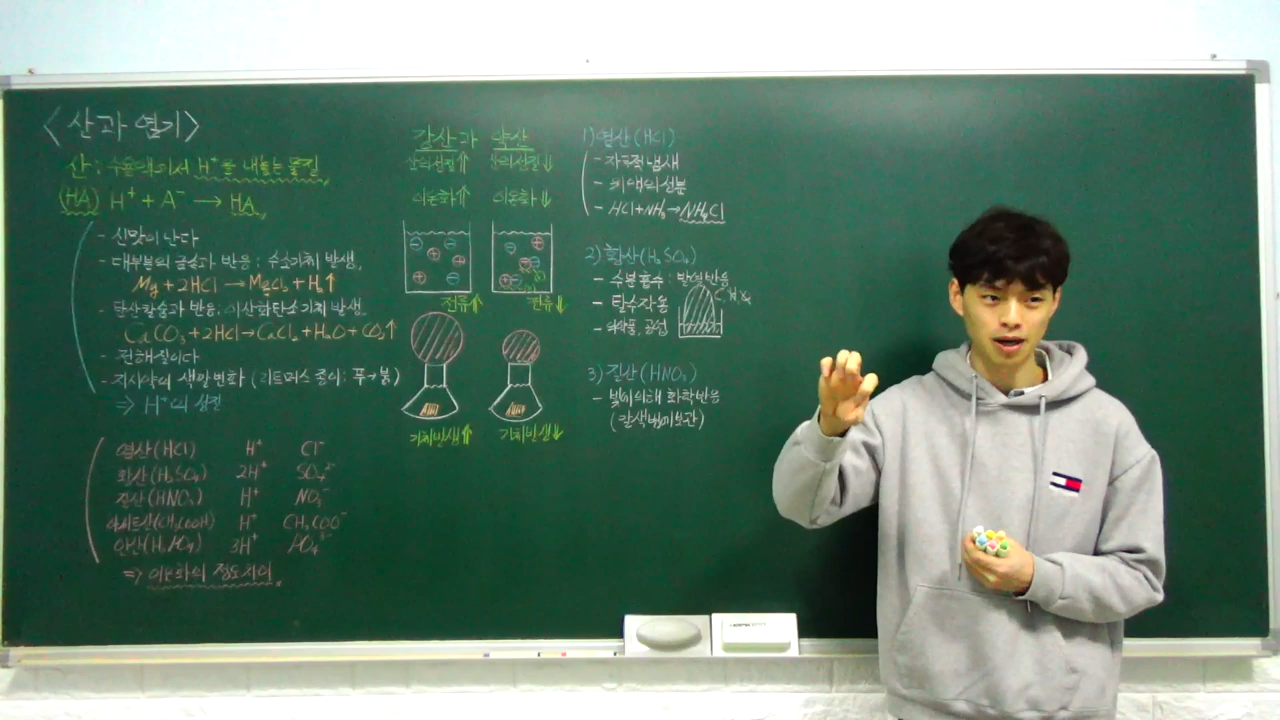 <산과 염기>
산 : 수용액에서 H⁺를 내놓는 물질
(HA) H⁺ + A⁻ → HA
- 신맛이 난다
- 대부분의 금속과 반응 : 수소기체 발생
Mg + 2HCl → MgCl₂ + H₂↑
- 탄산칼슘과 반응 : 이산화탄소 기체 발생
CaCO₃ + 2HCl → CaCl₂ + H₂O + CO₂↑
- 전해질이다
- 지시약의 색깔 변화 (리트머스 종이 : 푸→붉)
⇒ H⁺의 성질
염산(HCl) H⁺ Cl⁻
황산(H₂SO₄) 2H⁺ SO₄²⁻
질산(HNO₃) H⁺ NO₃⁻
아세트산(CH₃COOH) H⁺ CH₃COO⁻
인산(H₃PO₄) 3H⁺ PO₄³⁻
⇒ 이온화의 정도차이
강산과 약산
산의성질⇑ 산의성질⇓
이온화⇑ 이온화⇓
전류⇑ 전류⇓
기체발생⇑ 기체발생⇓
1) 염산(HCl)
- 자극적 냄새
- 위액의 성분
- HCl + NH₃ → NH₄Cl
2) 황산(H₂SO₄)
- 수분흡수 : 발열반응
- 탈수작용
- 의약품, 공업
3) 질산(HNO₃)
- 빛에의해 화학반응
(갈색병에보관)